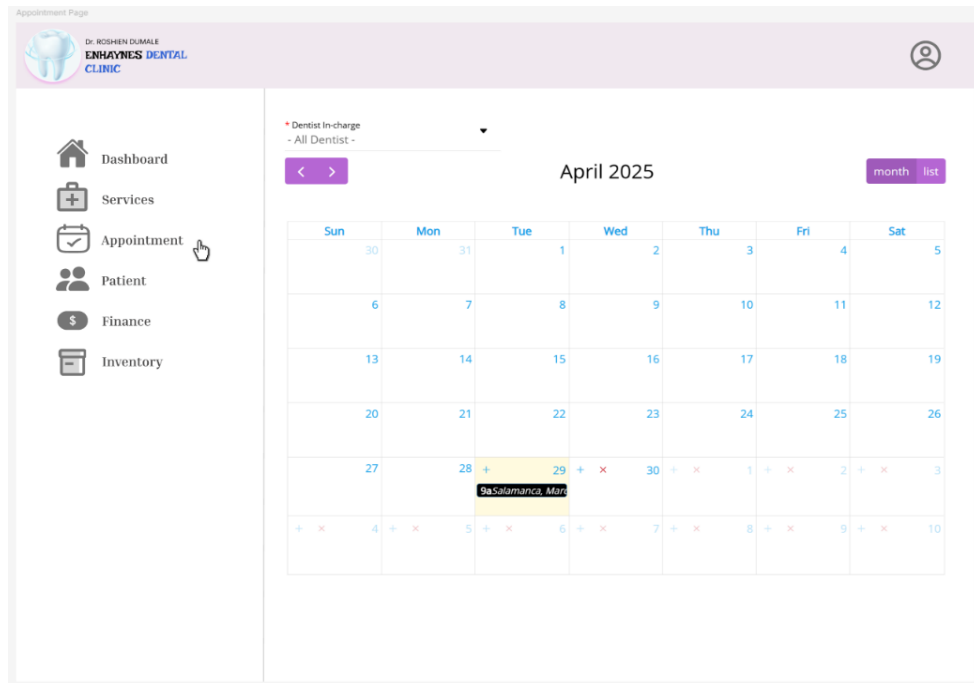 Appointment Page
Dr. ROSHIEN DUMALE
ENHAYNES DENTAL
CLINIC
Dashboard
Services
Appointment
Patient
Finance
Inventory
* Dentist In-charge
- All Dentist -
< >
April 2025
month list
Sun Mon Tue Wed Thu Fri Sat
30 31 1 2 3 4 5
6 7 8 9 10 11 12
13 14 15 16 17 18 19
20 21 22 23 24 25 26
27 28 + 29 + × 30 + × 1 + × 2 + × 3
9a Salamanca, Marc
+ × 4 + × 5 + × 6 + × 7 + × 8 + × 9 + × 10